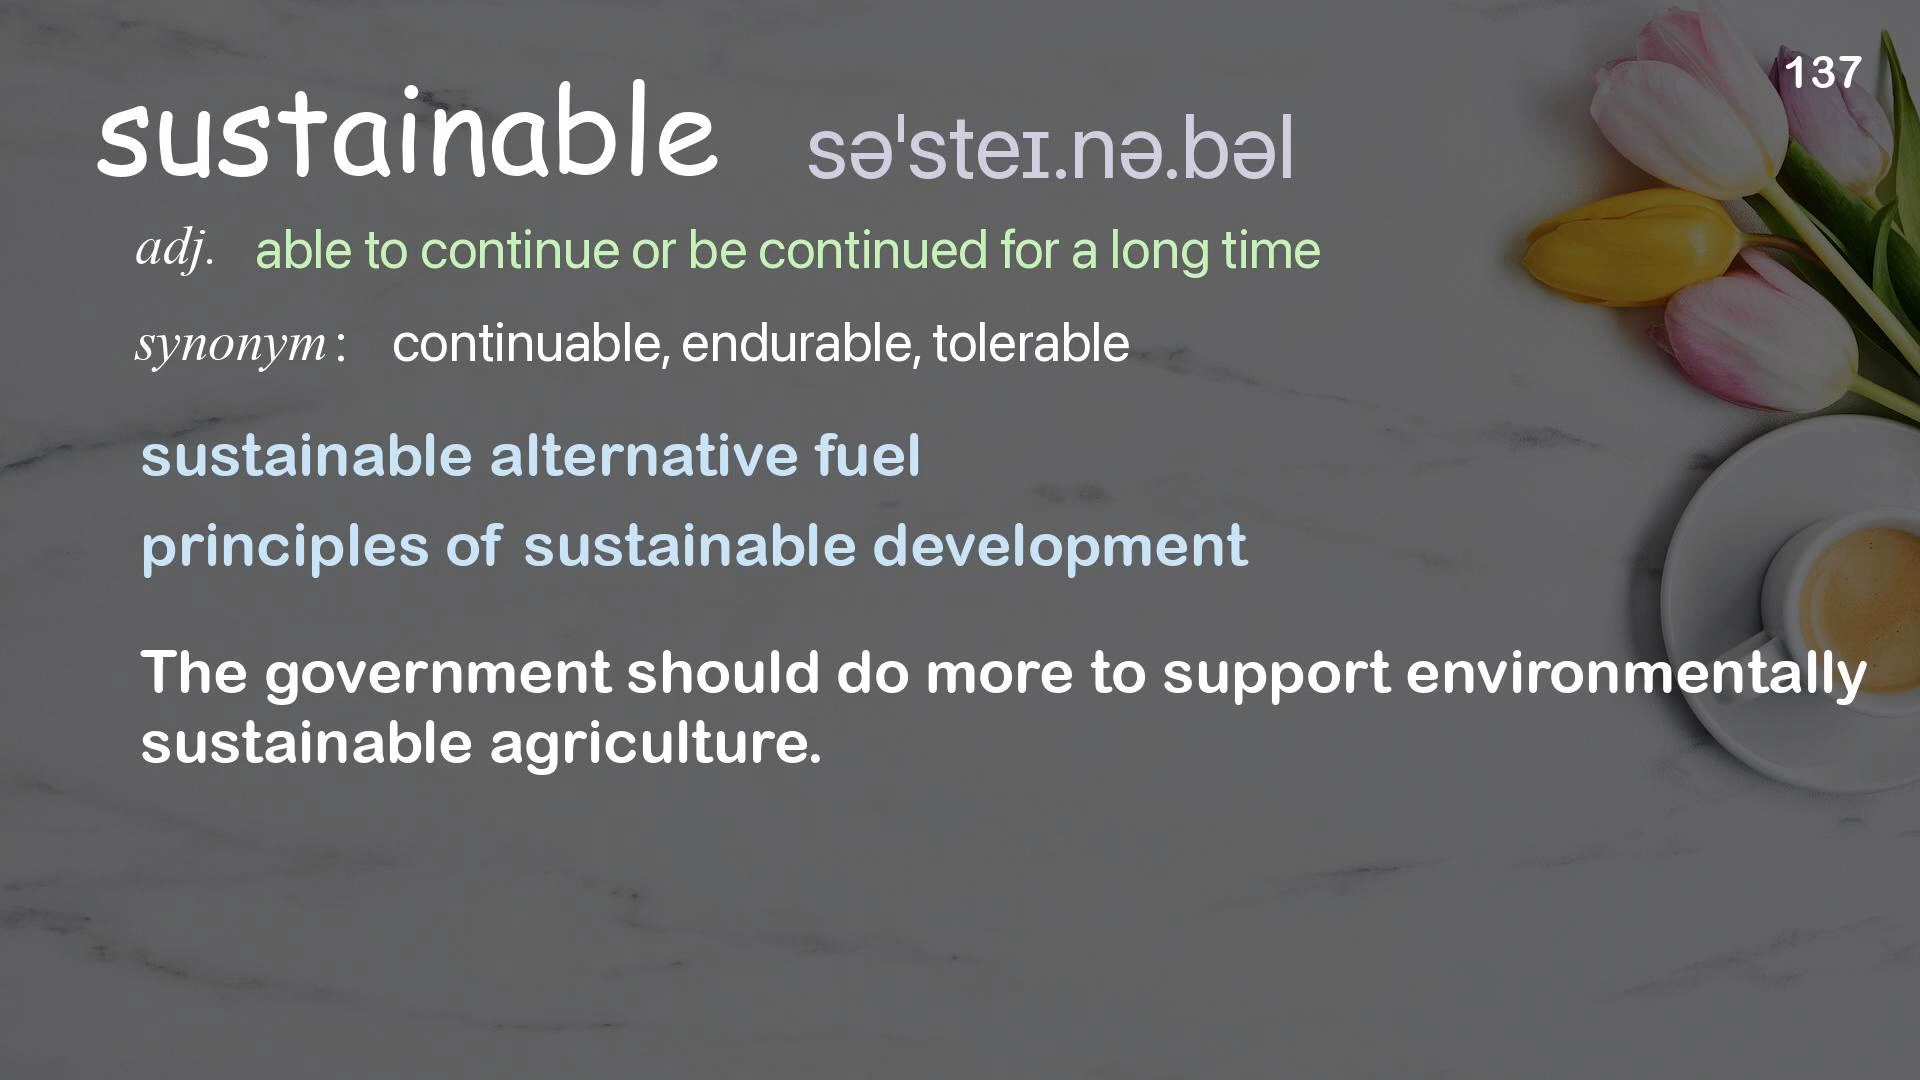 137
sustainable səˈsteɪ.nə.bəl
adj. able to continue or be continued for a long time
synonym : continuable, endurable, tolerable
sustainable alternative fuel
principles of sustainable development
The government should do more to support environmentally
sustainable agriculture.